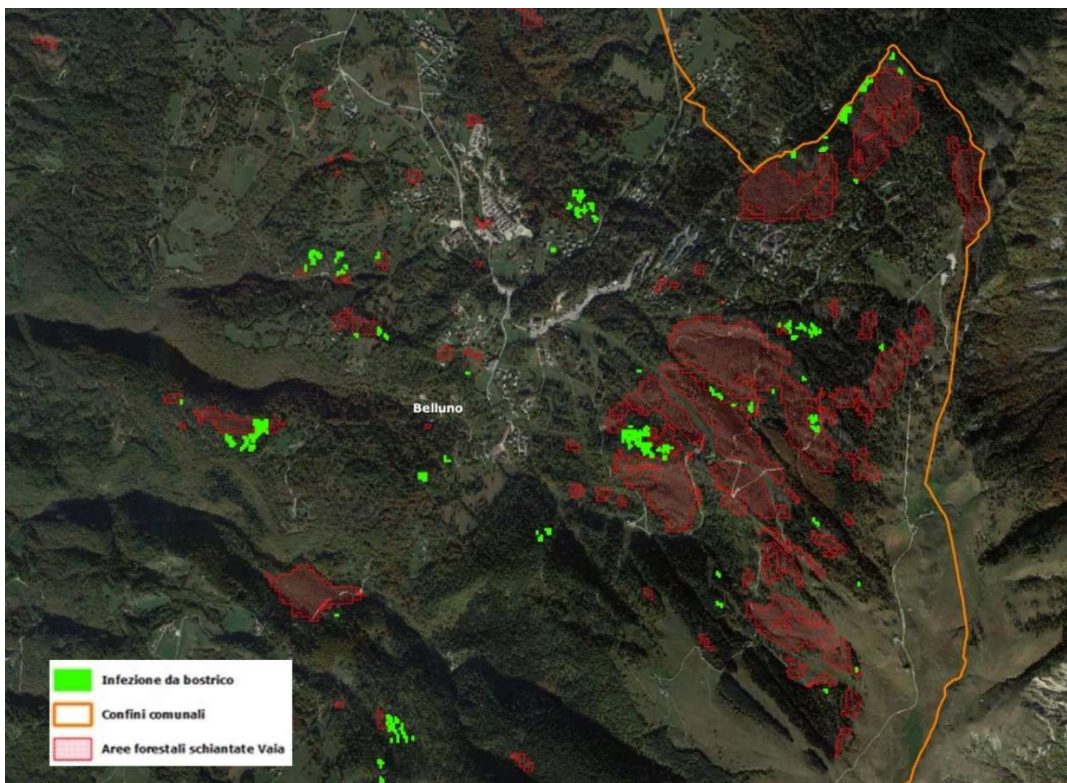 Belluno
Infezione da bostrico
Confini comunali
Aree forestali schiantate Vaia